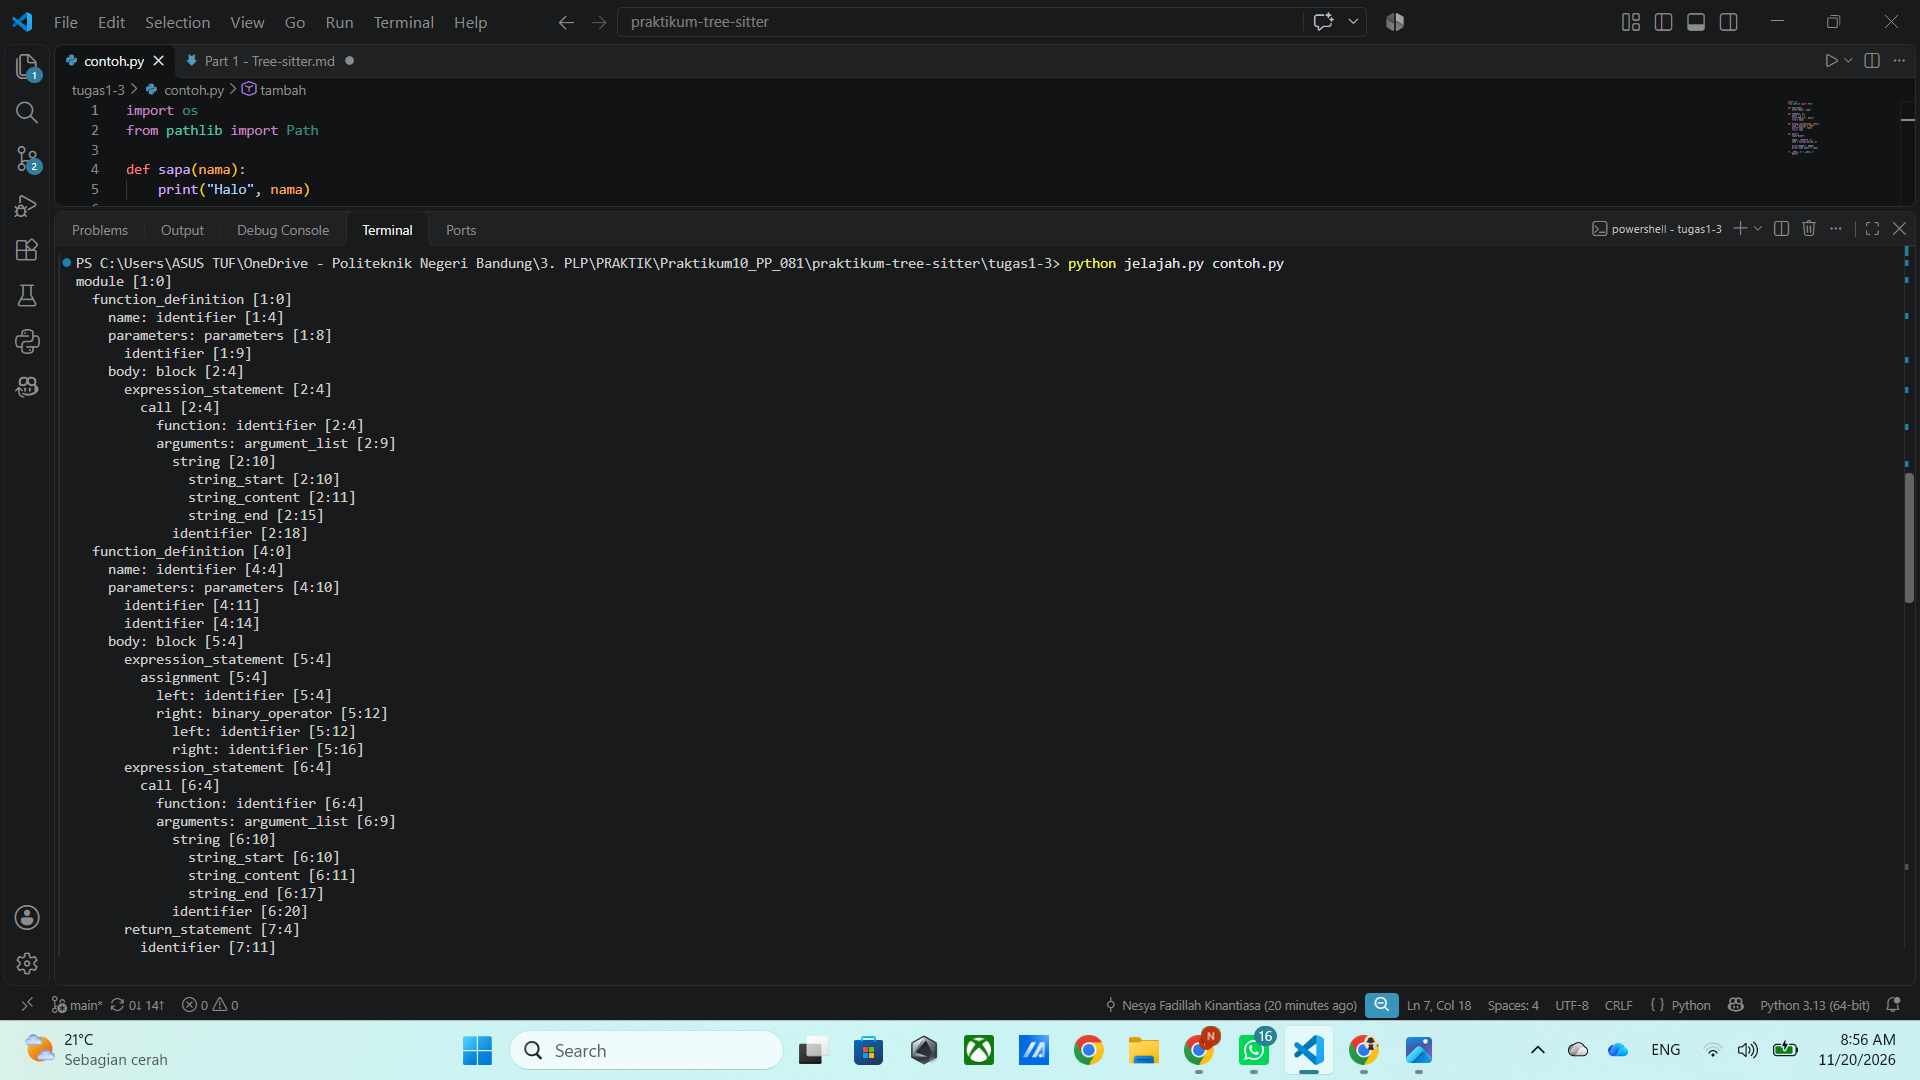 File Edit Selection View Go Run Terminal Help
praktikum-tree-sitter
contoh.py
Part 1 - Tree-sitter.md
tugas1-3 > contoh.py > tambah
1 import os
2 from pathlib import Path
3
4 def sapa(nama):
5 print("Halo", nama)
1
2
Problems Output Debug Console Terminal Ports
powershell - tugas1-3
PS C:\Users\ASUS TUF\OneDrive - Politeknik Negeri Bandung\3. PLP\PRAKTIK\Praktikum10_PP_081\praktikum-tree-sitter\tugas1-3> python jelajah.py contoh.py
module [1:0]
function_definition [1:0]
name: identifier [1:4]
parameters: parameters [1:8]
identifier [1:9]
body: block [2:4]
expression_statement [2:4]
call [2:4]
function: identifier [2:4]
arguments: argument_list [2:9]
string [2:10]
string_start [2:10]
string_content [2:11]
string_end [2:15]
identifier [2:18]
function_definition [4:0]
name: identifier [4:4]
parameters: parameters [4:10]
identifier [4:11]
identifier [4:14]
body: block [5:4]
expression_statement [5:4]
assignment [5:4]
left: identifier [5:4]
right: binary_operator [5:12]
left: identifier [5:12]
right: identifier [5:16]
expression_statement [6:4]
call [6:4]
function: identifier [6:4]
arguments: argument_list [6:9]
string [6:10]
string_start [6:10]
string_content [6:11]
string_end [6:17]
identifier [6:20]
return_statement [7:4]
identifier [7:11]
main* 0↓ 14↑ 0 0
Nesya Fadillah Kinantiasa (20 minutes ago) Ln 7, Col 18 Spaces: 4 UTF-8 CRLF { } Python Python 3.13 (64-bit)
21°C
Sebagian cerah
Search
N
16
ENG
8:56 AM
11/20/2026